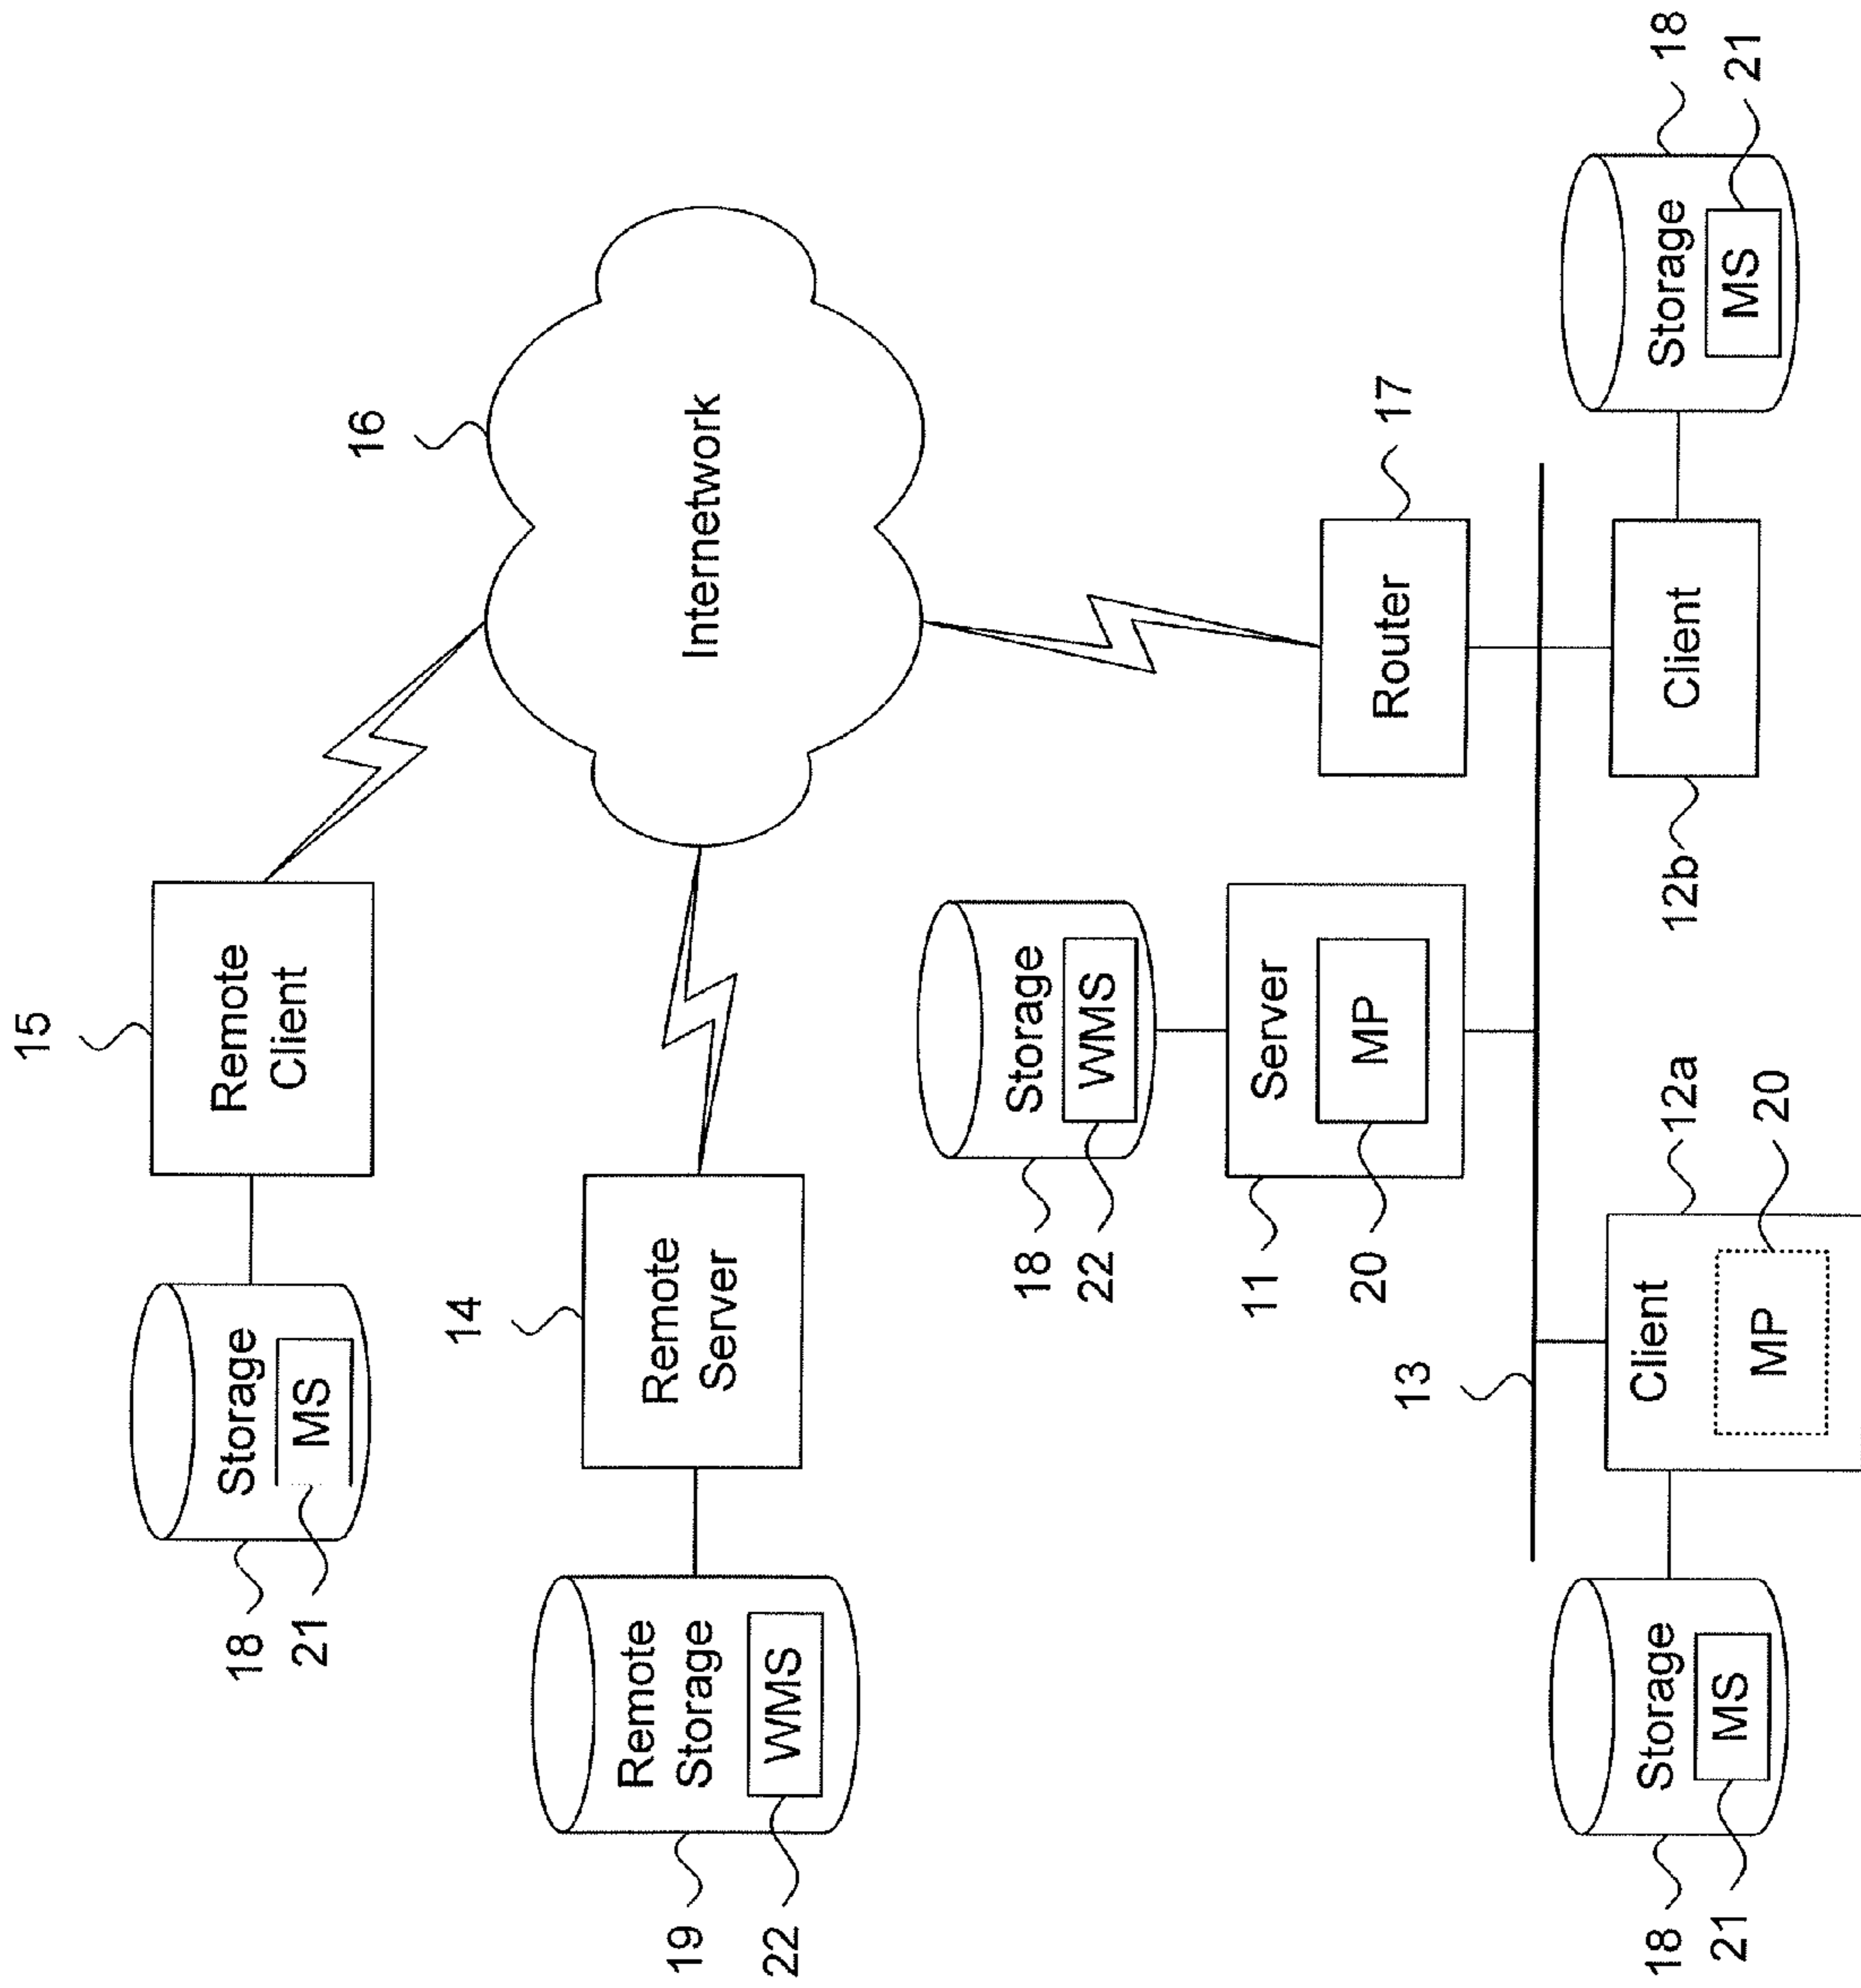 15
Remote
Client
Storage
MS
18
21
16
Internetwork
14
Remote
Server
Remote
Storage
WMS
19
22
Storage
WMS
18
22
Server
MP
11
20
Router
17
13
Client
MP
12a
20
Storage
MS
18
21
Client
12b
Storage
MS
18
21